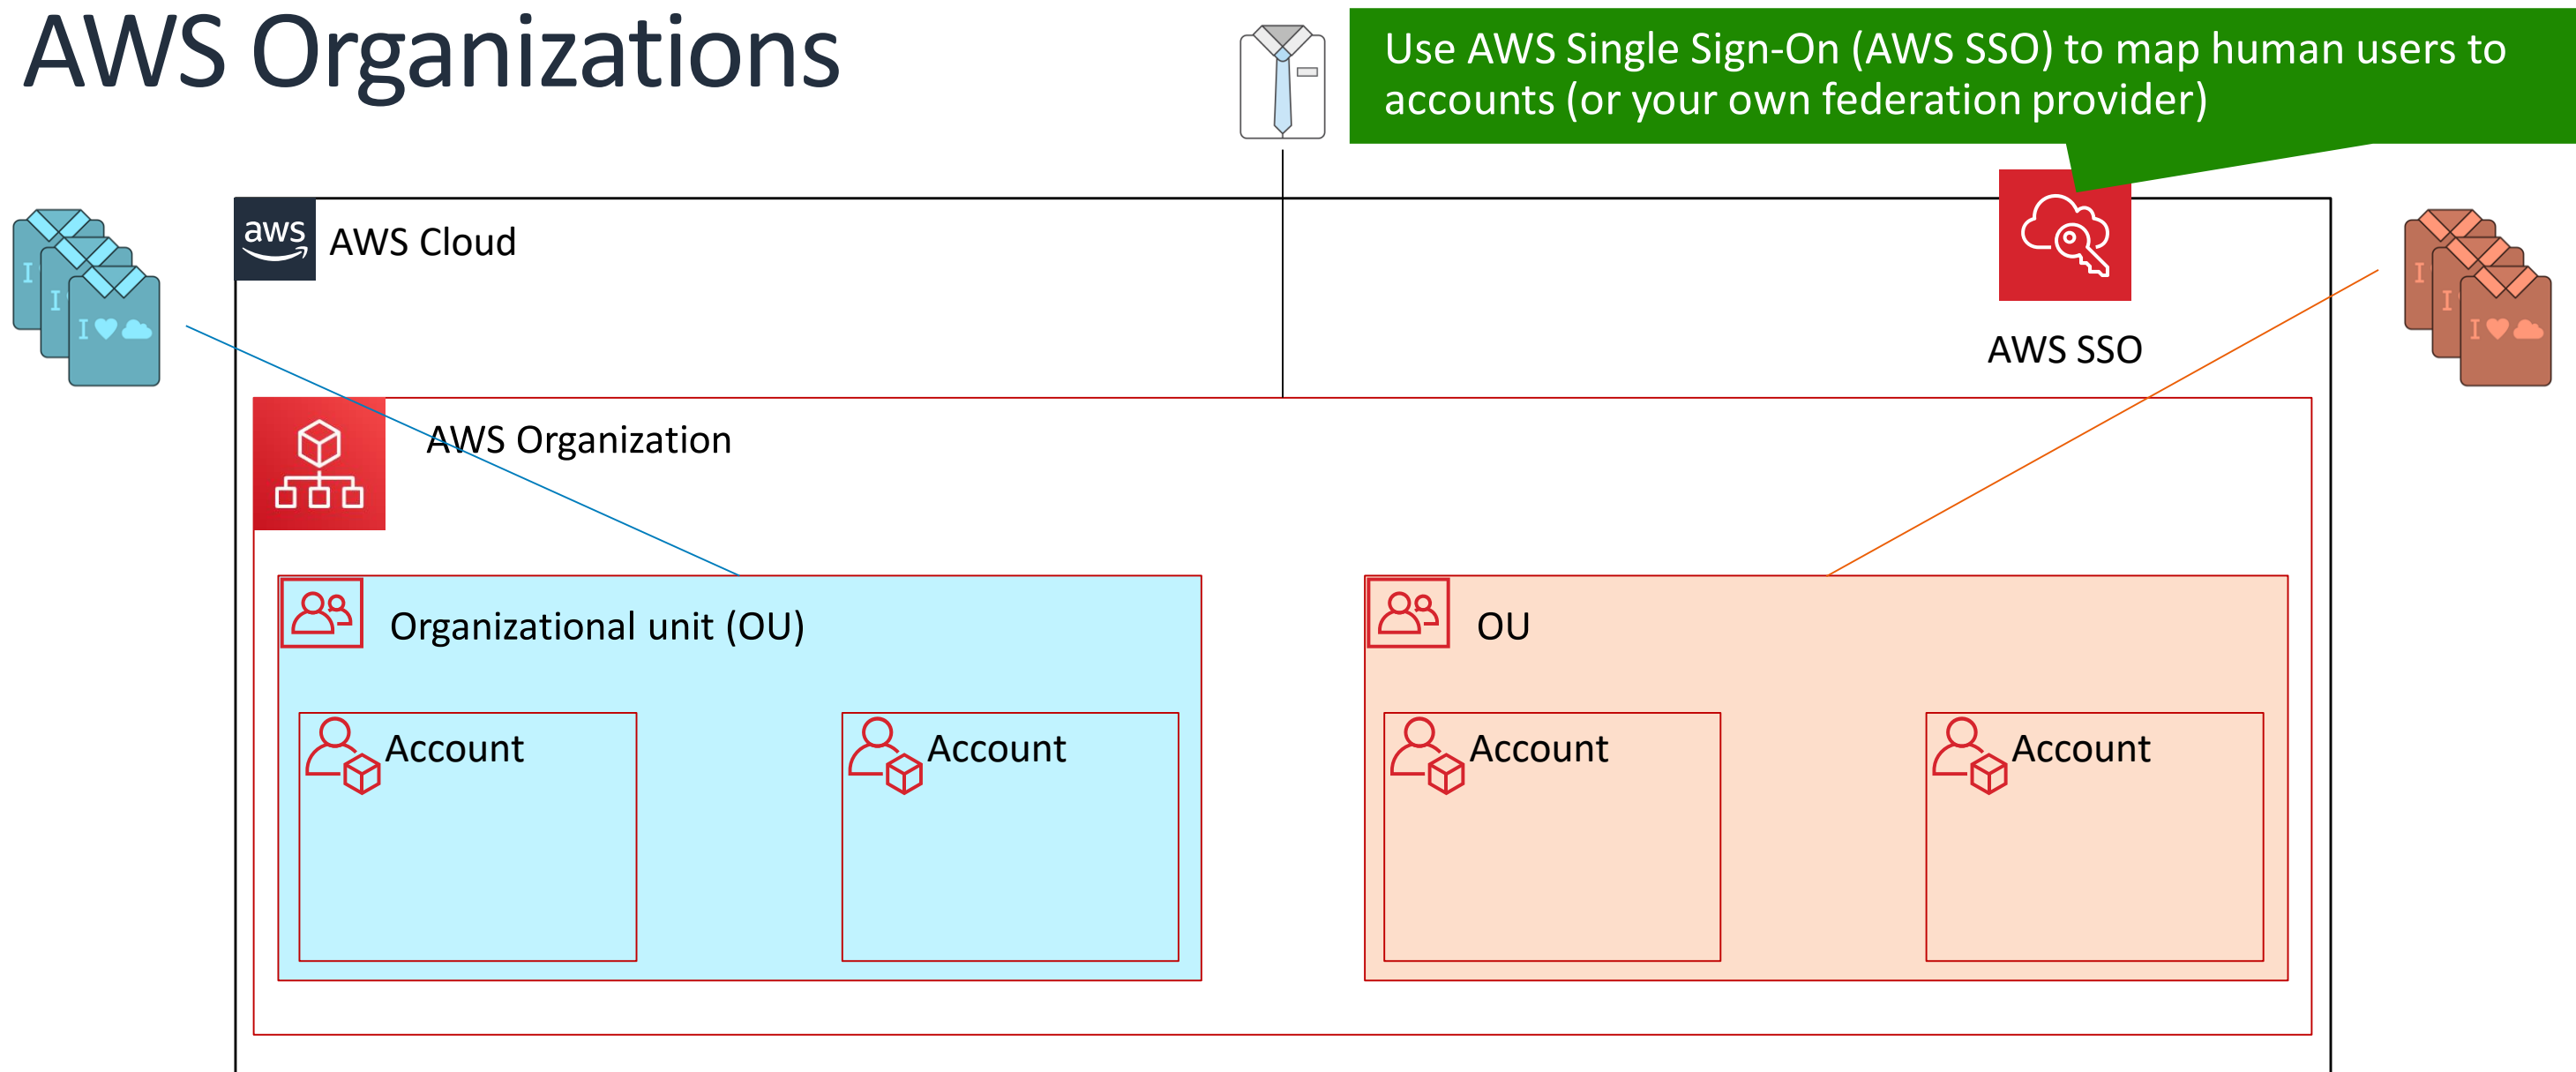 AWS Organizations
Use AWS Single Sign-On (AWS SSO) to map human users to
accounts (or your own federation provider)
aws
AWS Cloud
I
I
I
I
I
I
AWS SSO
AWS Organization
Organizational unit (OU)
OU
Account
Account
Account
Account